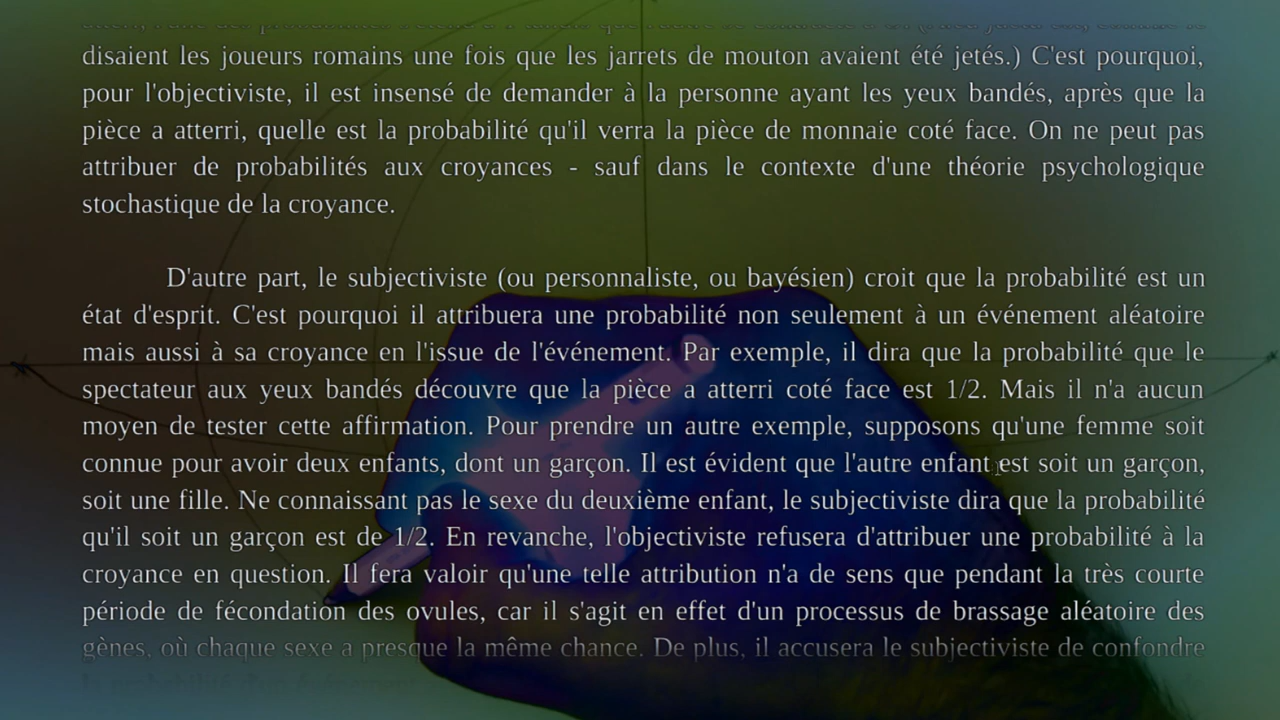 disaient les joueurs romains une fois que les jarrets de mouton avaient été jetés.) C'est pourquoi,
pour l'objectiviste, il est insensé de demander à la personne ayant les yeux bandés, après que la
pièce a atterri, quelle est la probabilité qu'il verra la pièce de monnaie coté face. On ne peut pas
attribuer de probabilités aux croyances - sauf dans le contexte d'une théorie psychologique
stochastique de la croyance.
D'autre part, le subjectiviste (ou personnaliste, ou bayésien) croit que la probabilité est un
état d'esprit. C'est pourquoi il attribuera une probabilité non seulement à un événement aléatoire
mais aussi à sa croyance en l'issue de l'événement. Par exemple, il dira que la probabilité que le
spectateur aux yeux bandés découvre que la pièce a atterri coté face est 1/2. Mais il n'a aucun
moyen de tester cette affirmation. Pour prendre un autre exemple, supposons qu'une femme soit
connue pour avoir deux enfants, dont un garçon. Il est évident que l'autre enfant est soit un garçon,
soit une fille. Ne connaissant pas le sexe du deuxième enfant, le subjectiviste dira que la probabilité
qu'il soit un garçon est de 1/2. En revanche, l'objectiviste refusera d'attribuer une probabilité à la
croyance en question. Il fera valoir qu'une telle attribution n'a de sens que pendant la très courte
période de fécondation des ovules, car il s'agit en effet d'un processus de brassage aléatoire des
gènes, où chaque sexe a presque la même chance. De plus, il accusera le subjectiviste de confondre